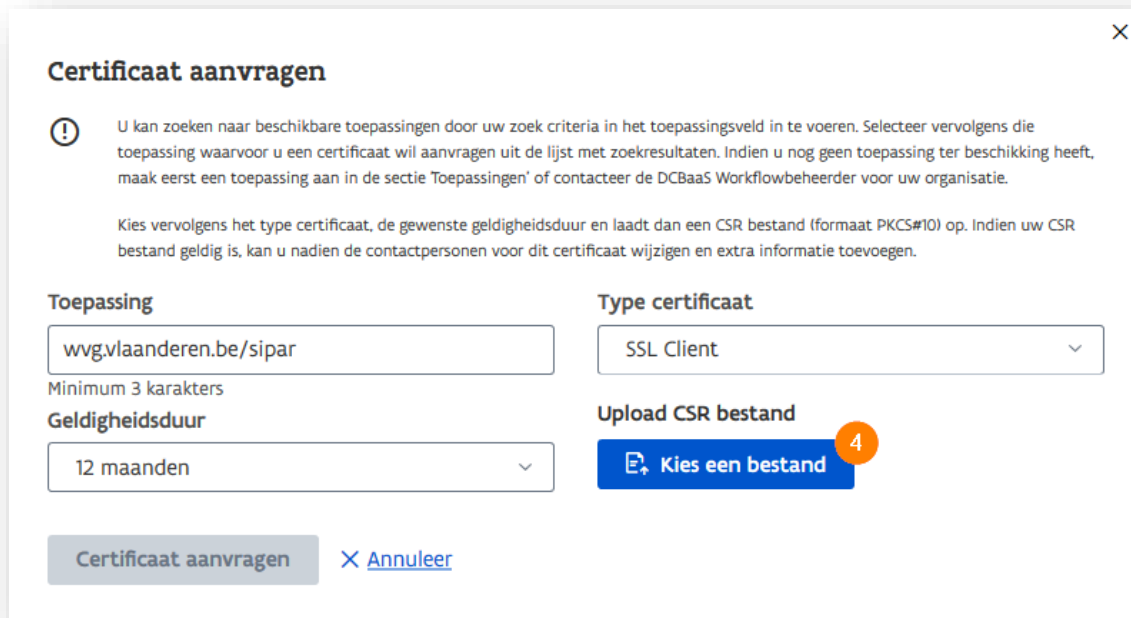 Certificaat aanvragen
U kan zoeken naar beschikbare toepassingen door uw zoek criteria in het toepassingsveld in te voeren. Selecteer vervolgens die
toepassing waarvoor u een certificaat wil aanvragen uit de lijst met zoekresultaten. Indien u nog geen toepassing ter beschikking heeft,
maak eerst een toepassing aan in de sectie 'Toepassingen' of contacteer de DCBaaS Workflowbeheerder voor uw organisatie.
Kies vervolgens het type certificaat, de gewenste geldigheidsduur en laadt dan een CSR bestand (formaat PKCS#10) op. Indien uw CSR
bestand geldig is, kan u nadien de contactpersonen voor dit certificaat wijzigen en extra informatie toevoegen.
Toepassing
wvg.vlaanderen.be/sipar
Minimum 3 karakters
Type certificaat
SSL Client
Geldigheidsduur
12 maanden
Upload CSR bestand
Kies een bestand
4
Certificaat aanvragen
Annuleer